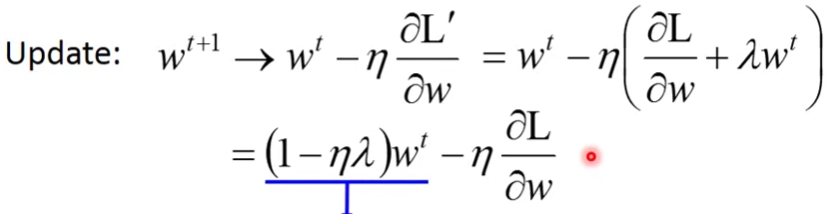 Update: w^{t+1} → w^t − η ∂L′/∂w = w^t − η(∂L/∂w + λw^t)
= (1 − ηλ)w^t − η ∂L/∂w